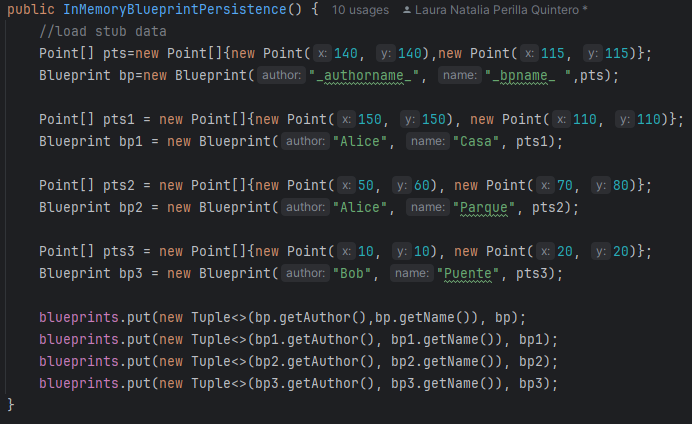 public InMemoryBlueprintPersistence() { 10 usages Laura Natalia Perilla Quintero *
//load stub data
Point[] pts=new Point[]{new Point( x: 140, y: 140),new Point( x: 115, y: 115)};
Blueprint bp=new Blueprint( author: "_authorname_", name: "_bpname_ ",pts);
Point[] pts1 = new Point[]{new Point( x: 150, y: 150), new Point( x: 110, y: 110)};
Blueprint bp1 = new Blueprint( author: "Alice", name: "Casa", pts1);
Point[] pts2 = new Point[]{new Point( x: 50, y: 60), new Point( x: 70, y: 80)};
Blueprint bp2 = new Blueprint( author: "Alice", name: "Parque", pts2);
Point[] pts3 = new Point[]{new Point( x: 10, y: 10), new Point( x: 20, y: 20)};
Blueprint bp3 = new Blueprint( author: "Bob", name: "Puente", pts3);
blueprints.put(new Tuple<>(bp.getAuthor(),bp.getName()), bp);
blueprints.put(new Tuple<>(bp1.getAuthor(), bp1.getName()), bp1);
blueprints.put(new Tuple<>(bp2.getAuthor(), bp2.getName()), bp2);
blueprints.put(new Tuple<>(bp3.getAuthor(), bp3.getName()), bp3);
}